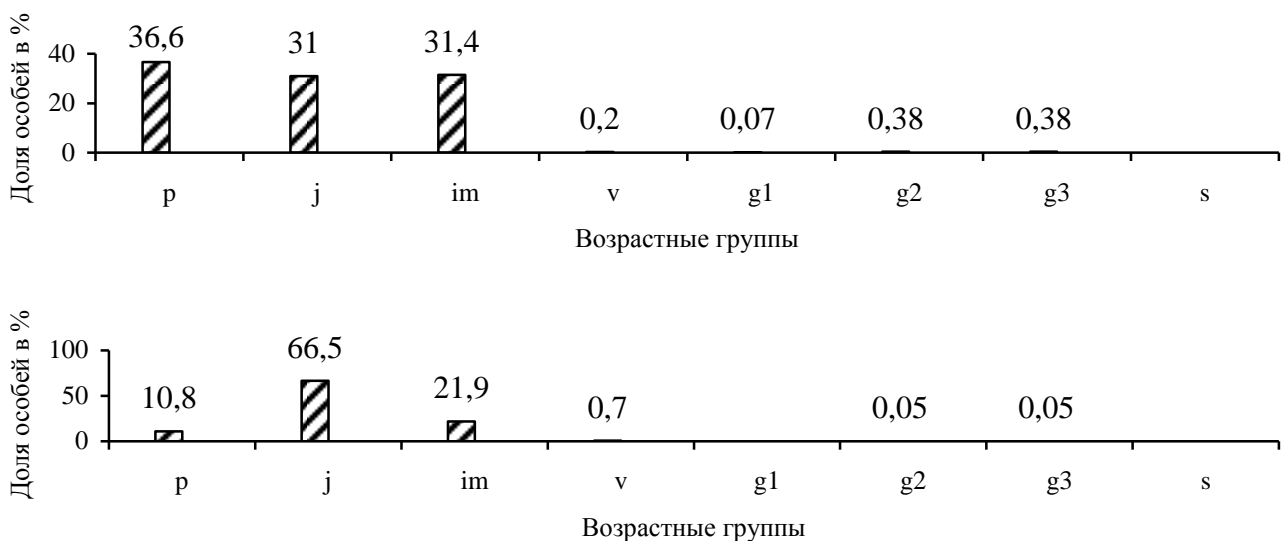 Доля особей в %
36,6 31 31,4 0,2 0,07 0,38 0,38
40
20
0
p j im v g1 g2 g3 s
Возрастные группы
Доля особей в %
10,8 66,5 21,9 0,7 0,05 0,05
100
50
0
p j im v g1 g2 g3 s
Возрастные группы